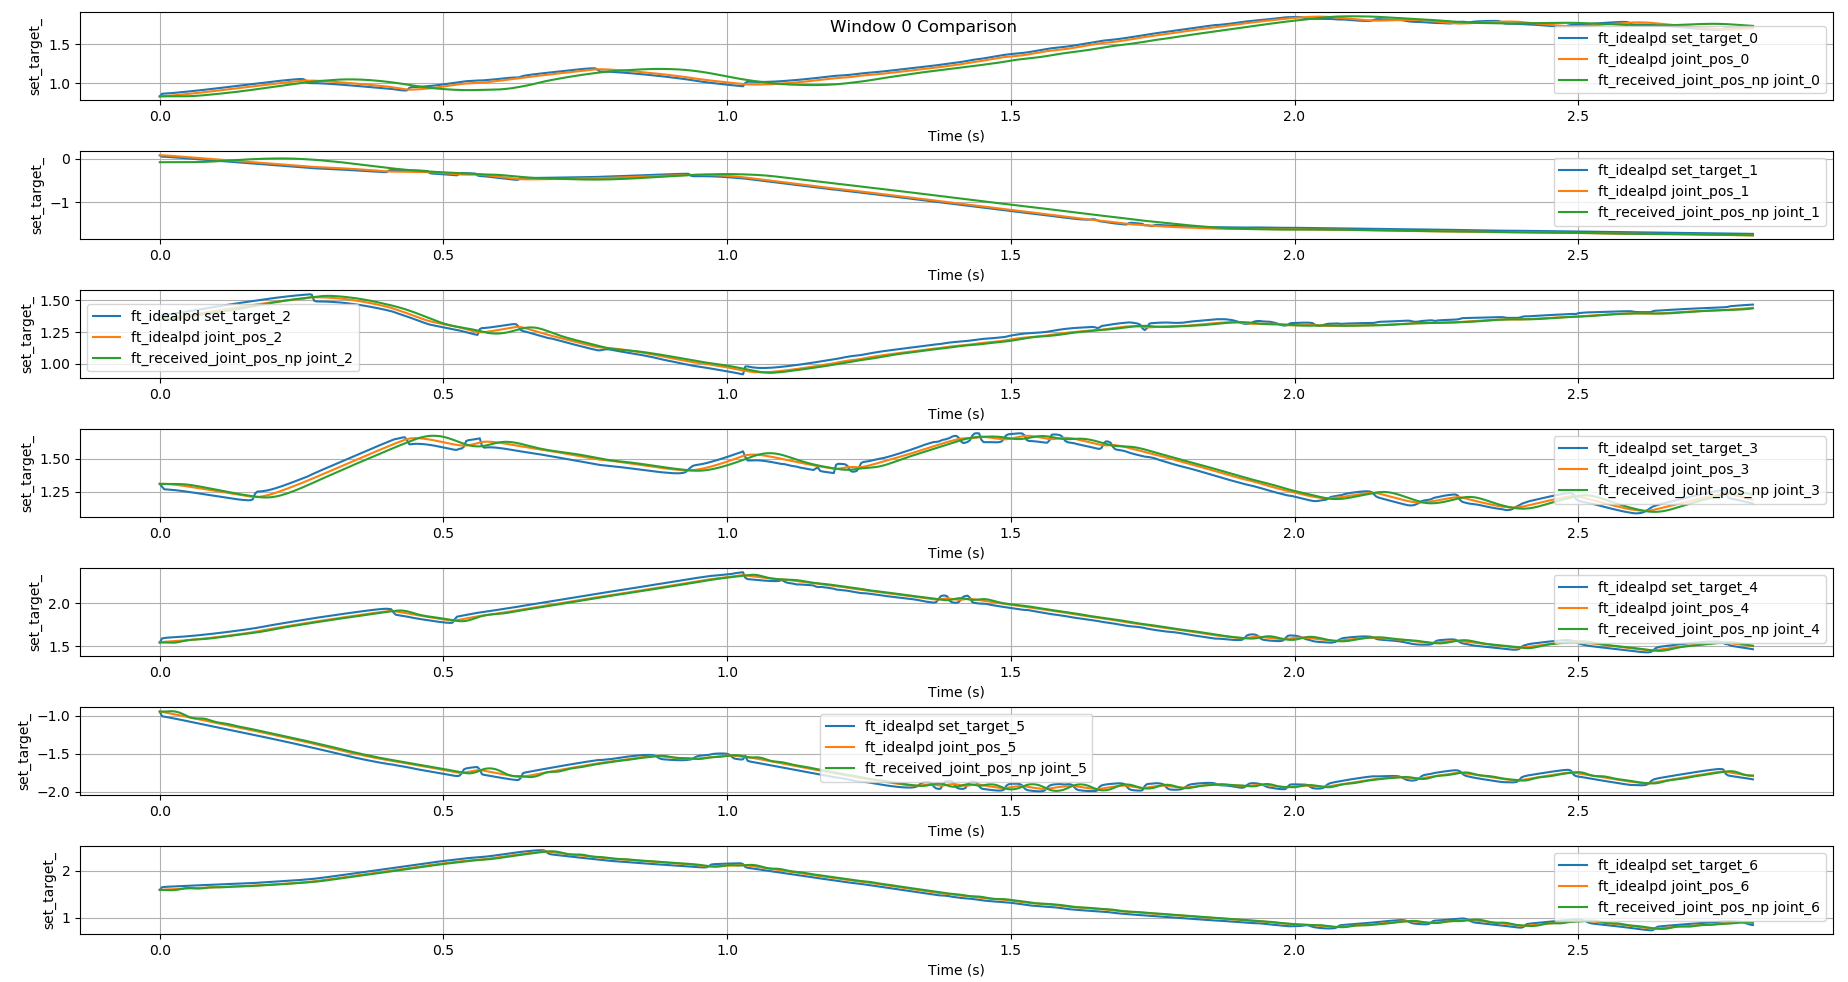 Window 0 Comparison
set_target_
1.5
1.0
ft_idealpd set_target_0
ft_idealpd joint_pos_0
ft_received_joint_pos_np joint_0
0.0 0.5 1.0 1.5 2.0 2.5
Time (s)
set_target_
0
−1
ft_idealpd set_target_1
ft_idealpd joint_pos_1
ft_received_joint_pos_np joint_1
0.0 0.5 1.0 1.5 2.0 2.5
Time (s)
set_target_
1.50
1.25
1.00
ft_idealpd set_target_2
ft_idealpd joint_pos_2
ft_received_joint_pos_np joint_2
0.0 0.5 1.0 1.5 2.0 2.5
Time (s)
set_target_
1.50
1.25
ft_idealpd set_target_3
ft_idealpd joint_pos_3
ft_received_joint_pos_np joint_3
0.0 0.5 1.0 1.5 2.0 2.5
Time (s)
set_target_
2.0
1.5
ft_idealpd set_target_4
ft_idealpd joint_pos_4
ft_received_joint_pos_np joint_4
0.0 0.5 1.0 1.5 2.0 2.5
Time (s)
set_target_
−1.0
−1.5
−2.0
ft_idealpd set_target_5
ft_idealpd joint_pos_5
ft_received_joint_pos_np joint_5
0.0 0.5 1.0 1.5 2.0 2.5
Time (s)
set_target_
2
1
ft_idealpd set_target_6
ft_idealpd joint_pos_6
ft_received_joint_pos_np joint_6
0.0 0.5 1.0 1.5 2.0 2.5
Time (s)